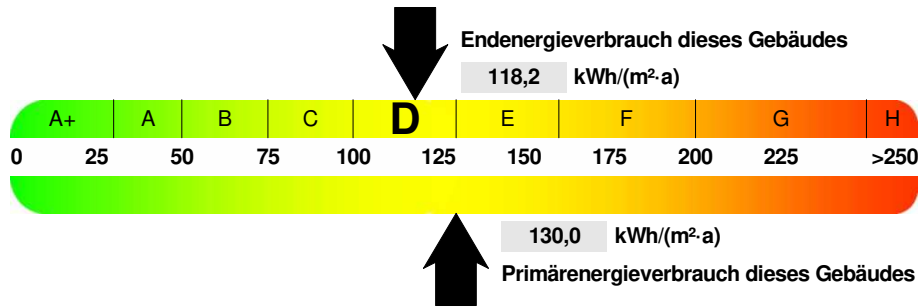 Endenergieverbrauch dieses Gebäudes
118,2 kWh/(m²·a)
A+ A B C D E F G H
0 25 50 75 100 125 150 175 200 225 >250
130,0 kWh/(m²·a)
Primärenergieverbrauch dieses Gebäudes